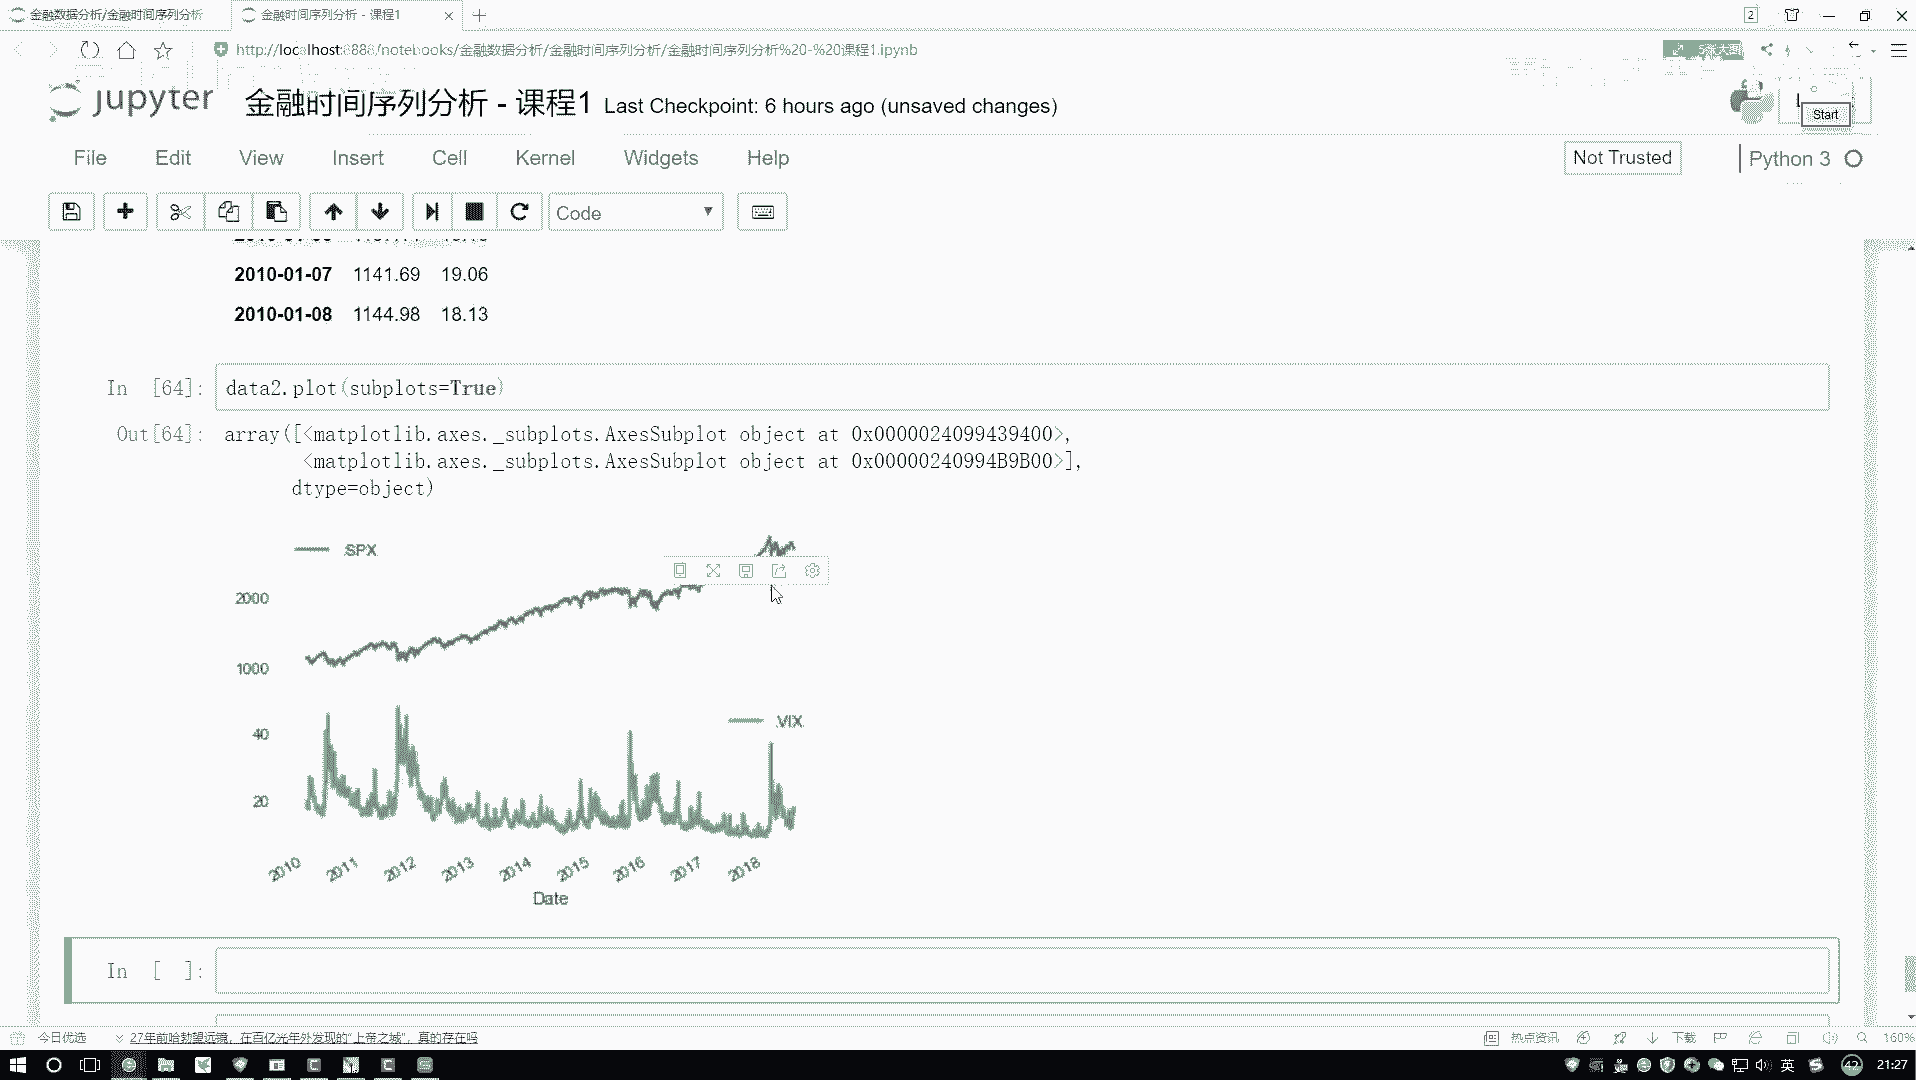 金融数据分析/金融时间序列分析
金融时间序列分析 - 课程1
2
http://localhost:8888/notebooks/金融数据分析/金融时间序列分析/金融时间序列分析%20-%20课程1.ipynb
5张大图
jupyter
金融时间序列分析 - 课程1 Last Checkpoint: 6 hours ago (unsaved changes)
Start
File Edit View Insert Cell Kernel Widgets Help
Not Trusted
Python 3
Code
2010-01-07 1141.69 19.06
2010-01-08 1144.98 18.13
In [64]: data2.plot(subplots=True)
Out[64]: array([<matplotlib.axes._subplots.AxesSubplot object at 0x0000024099439400>,
<matplotlib.axes._subplots.AxesSubplot object at 0x00000240994B9B00>],
dtype=object)
SPX
2000
1000
VIX
40
20
2010 2011 2012 2013 2014 2015 2016 2017 2018
Date
In [ ]:
今日优选
27年前哈勃望远镜，在百亿光年外发现的“上帝之城”，真的存在吗
热点资讯
下载
160%
英
42
21:27